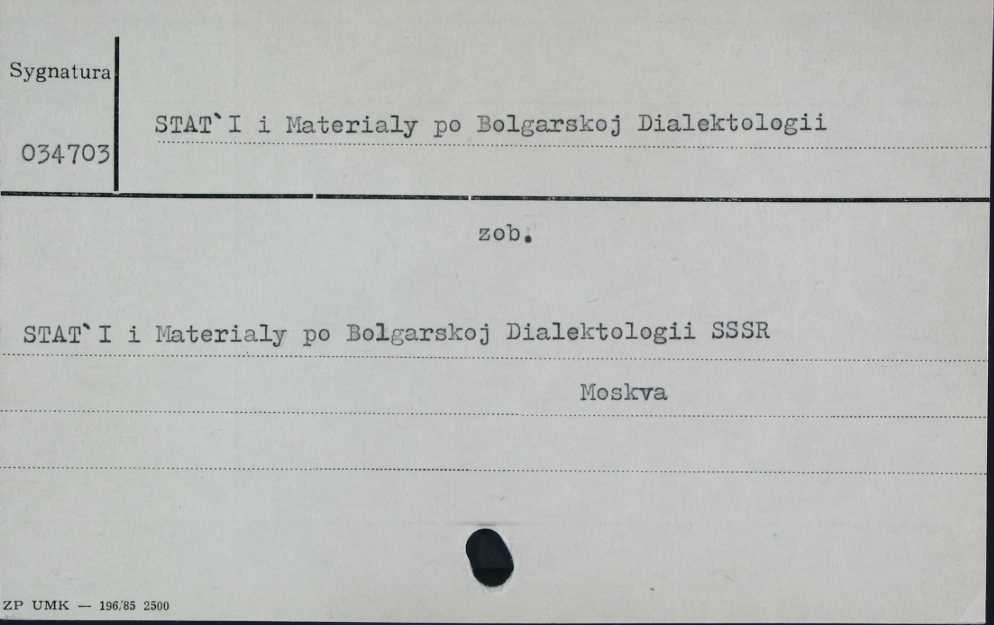 Sygnatura
STAT`I i Materialy po Bolgarskoj Dialektologii
034703
zob.
STAT`I i Materialy po Bolgarskoj Dialektologii SSSR
Moskva
ZP UMK — 196/85 2500